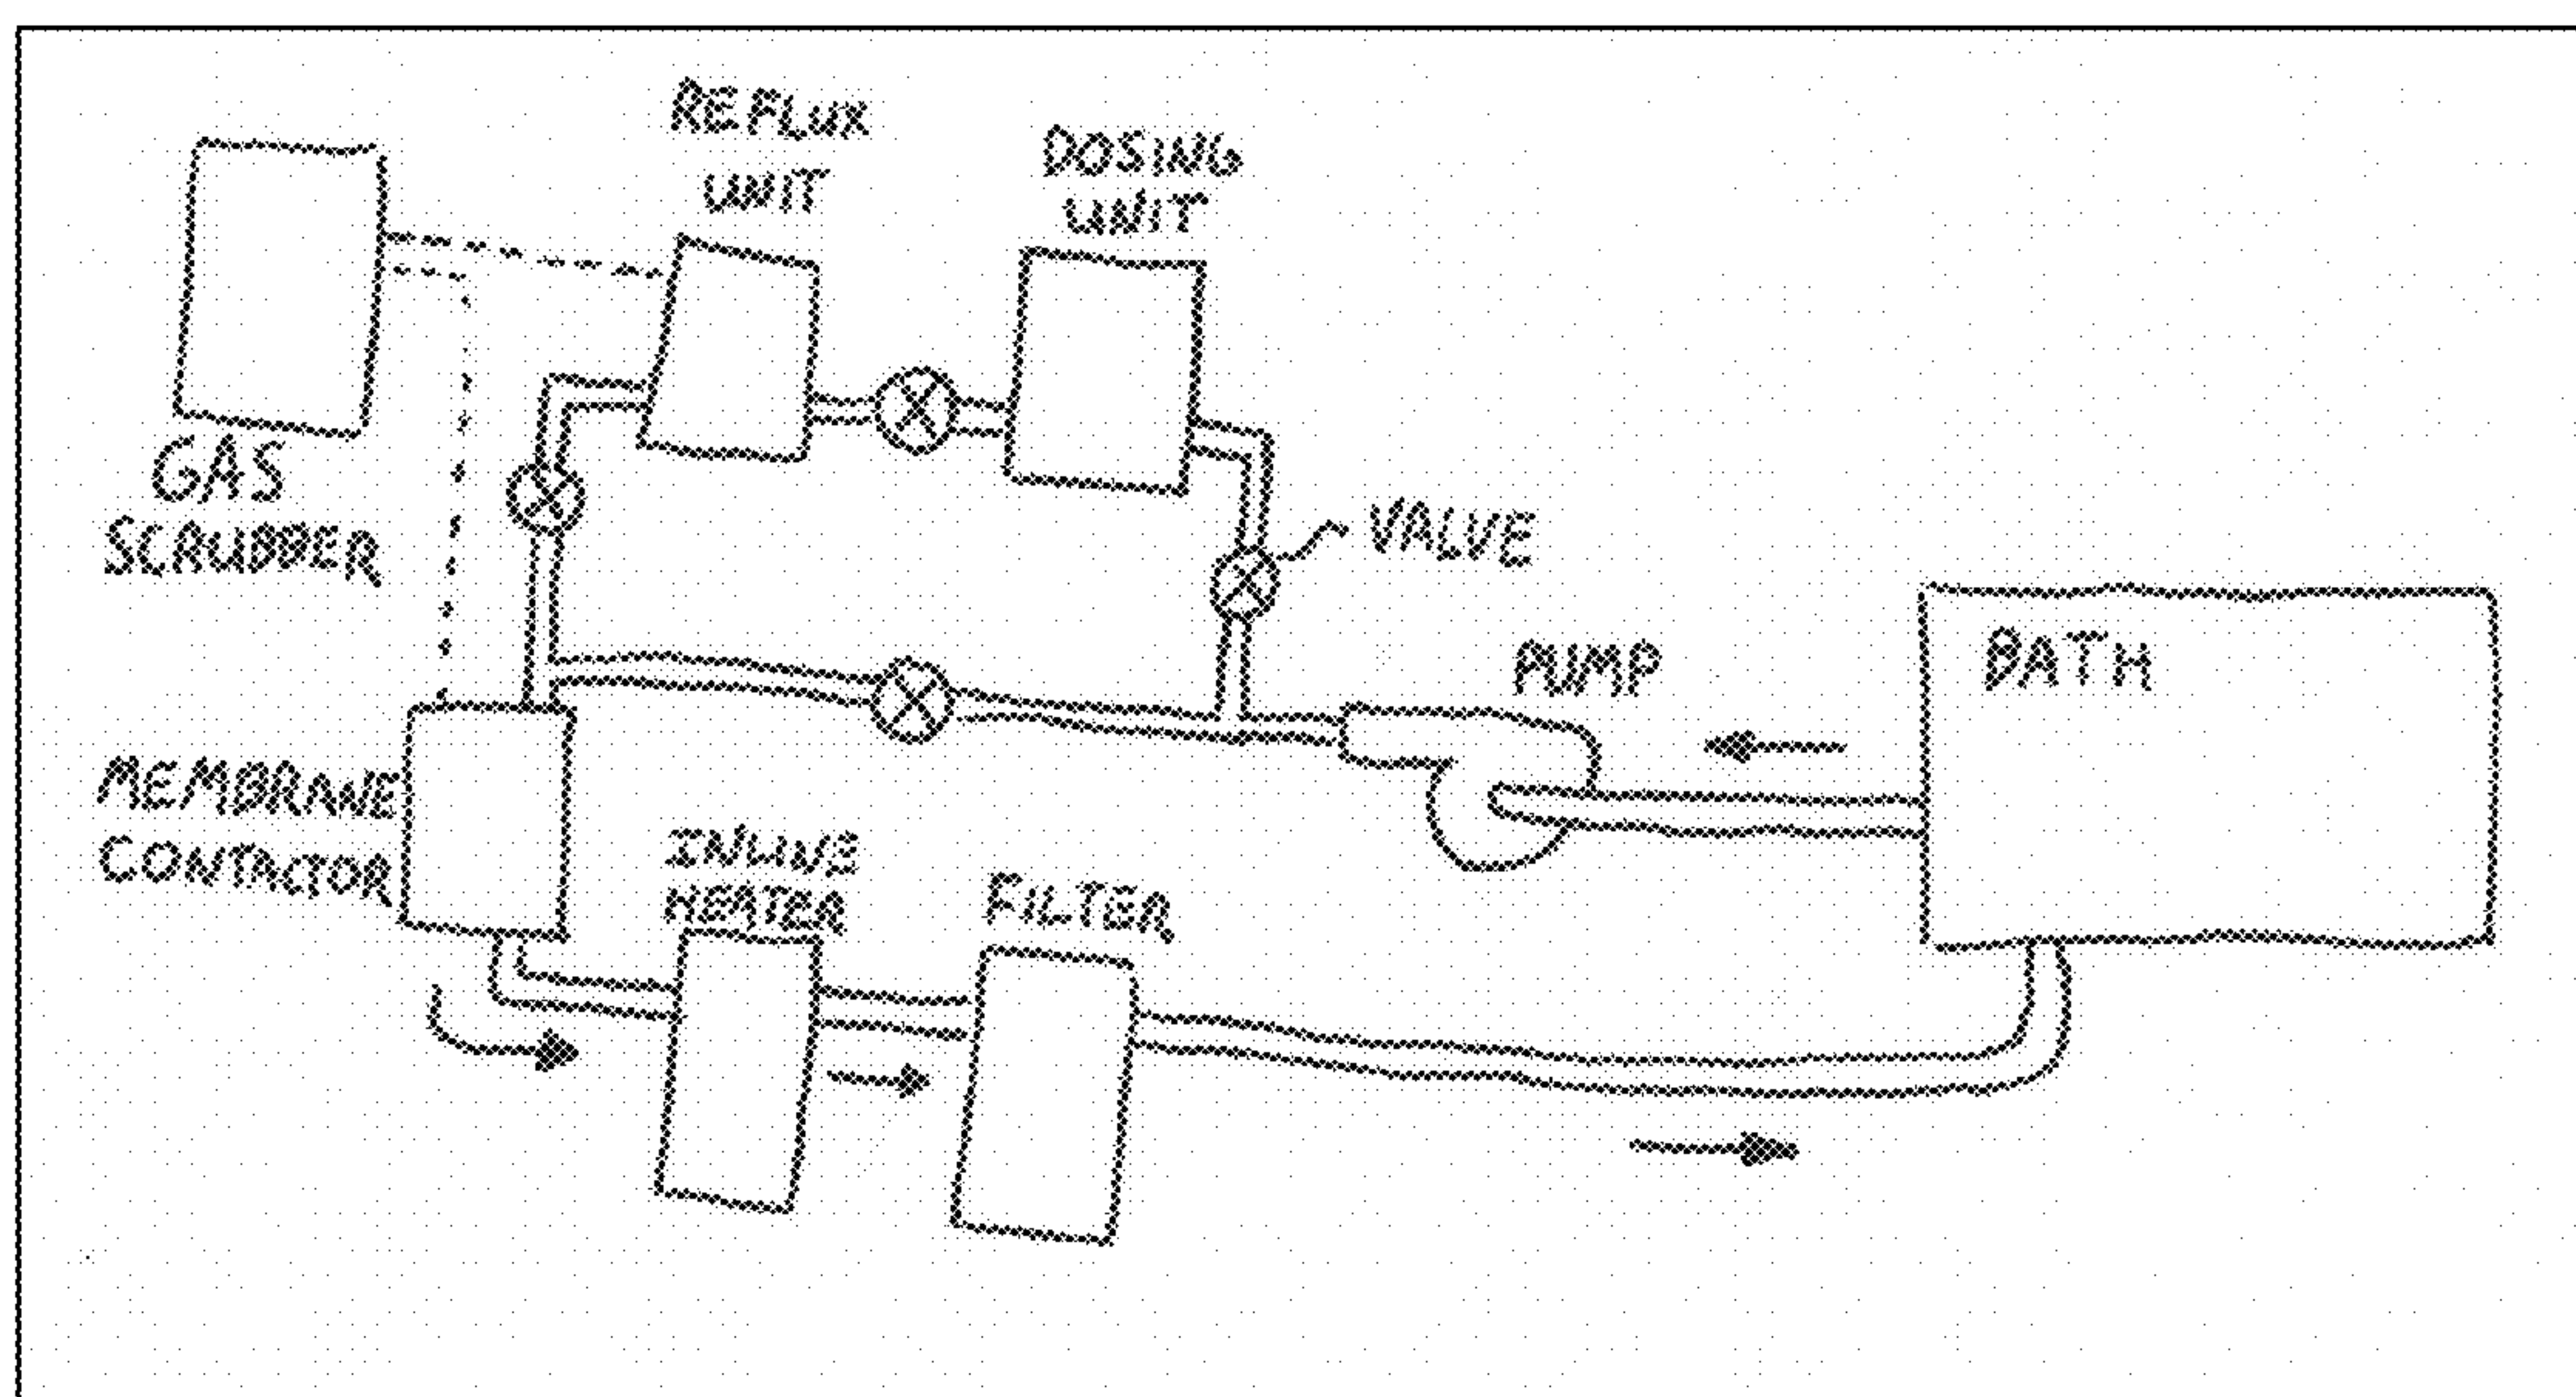 REFLUX
UNIT
DOSING
UNIT
GAS
SCRUBBER
VALVE
PUMP
BATH
MEMBRANE
CONTACTOR
INLINE
HEATER
FILTER